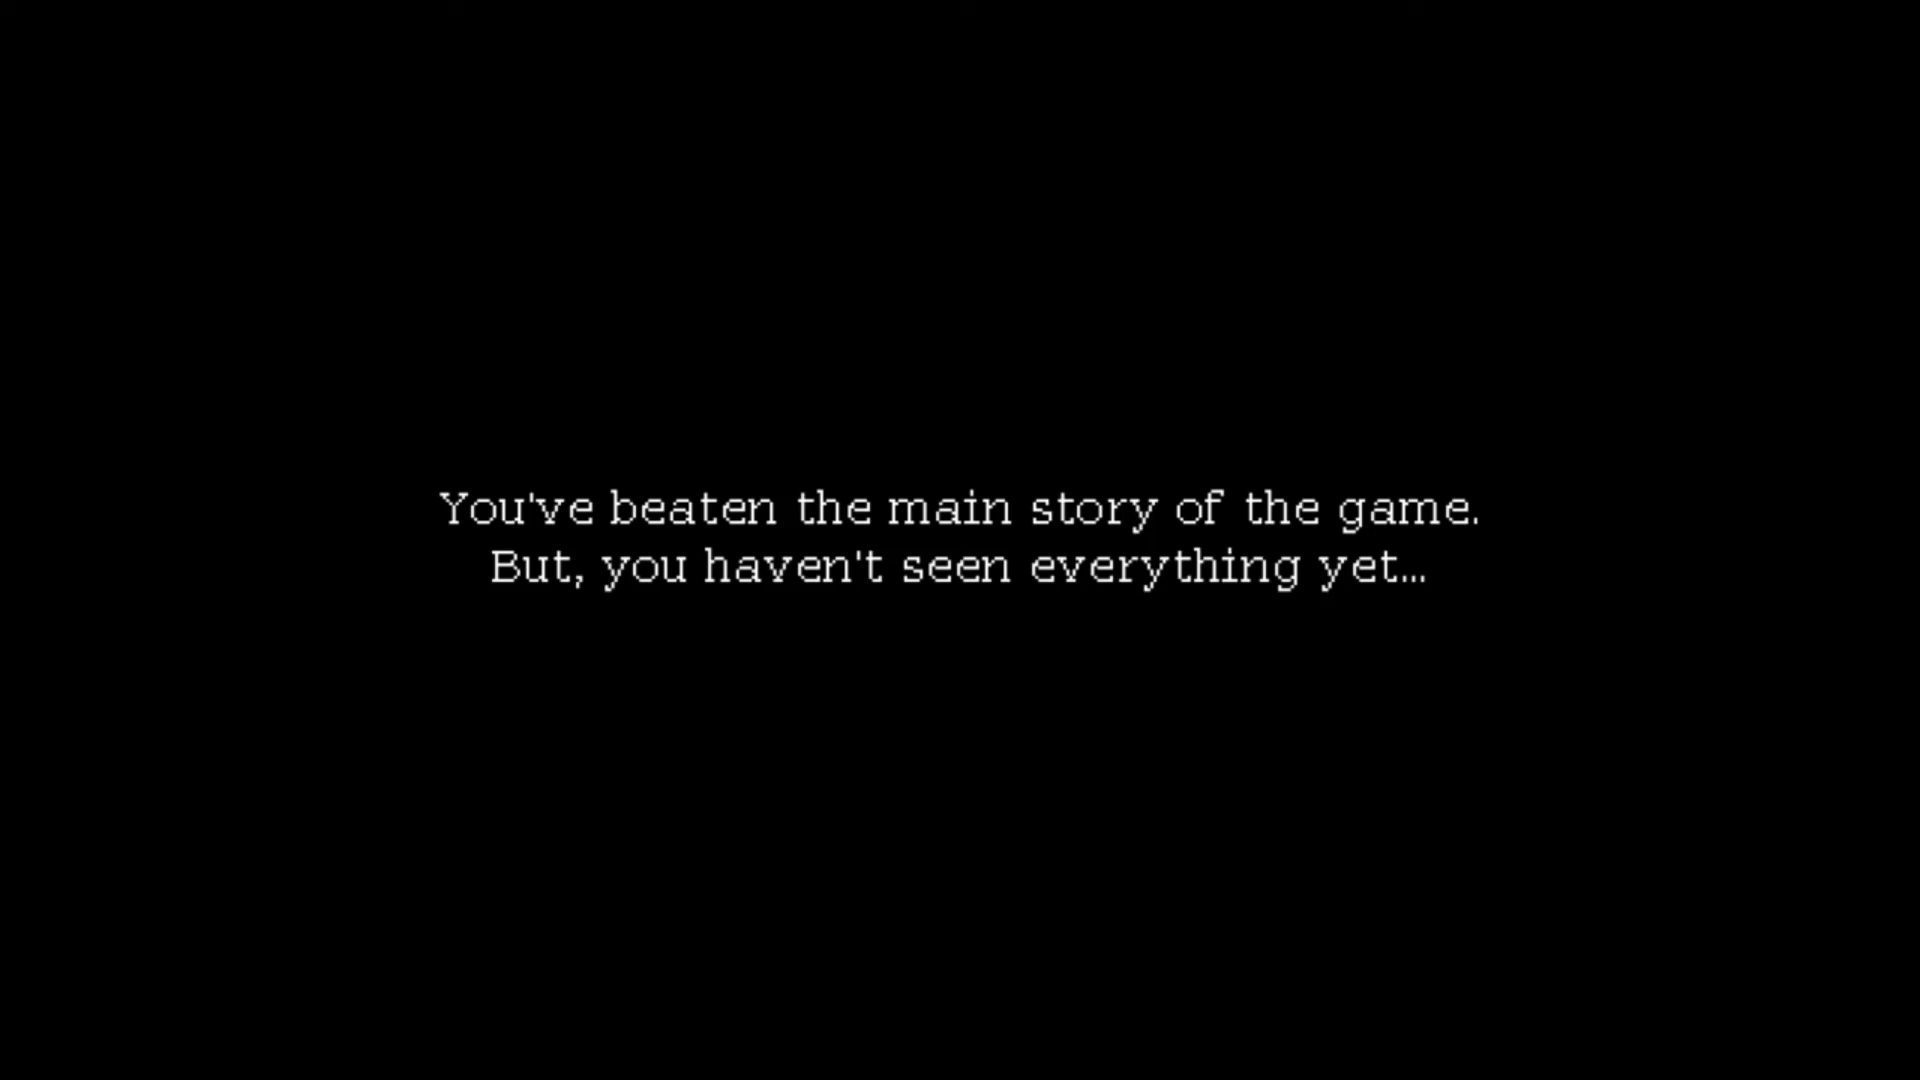 You've beaten the main story of the game.
But, you haven't seen everything yet...